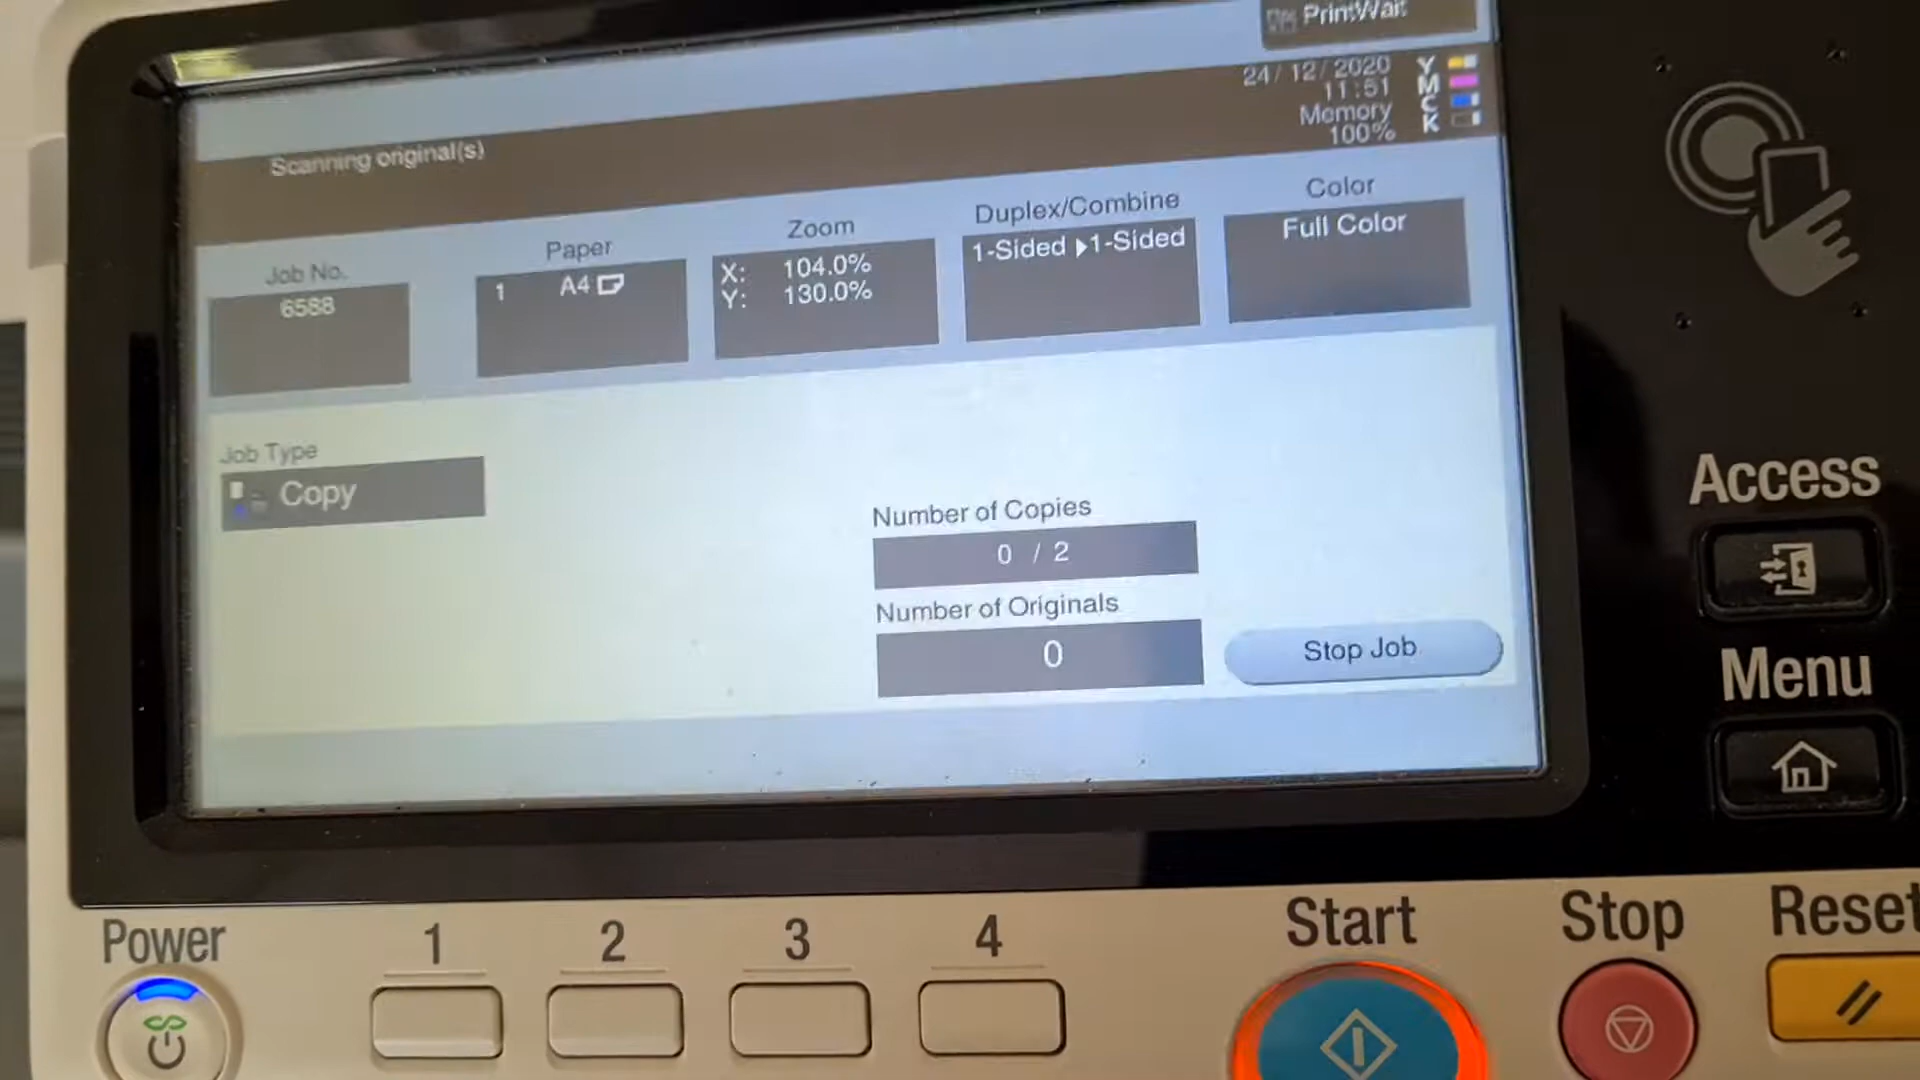 PrintWait
24/12/2020
11:51
Memory
100%
Y
M
C
K
Scanning original(s)
Job No.
6588
Paper
1 A4
Zoom
X: 104.0%
Y: 130.0%
Duplex/Combine
1-Sided ▶1-Sided
Color
Full Color
Job Type
Copy
Number of Copies
0 / 2
Number of Originals
0
Stop Job
Access
Menu
Power
1
2
3
4
Start
Stop
Reset